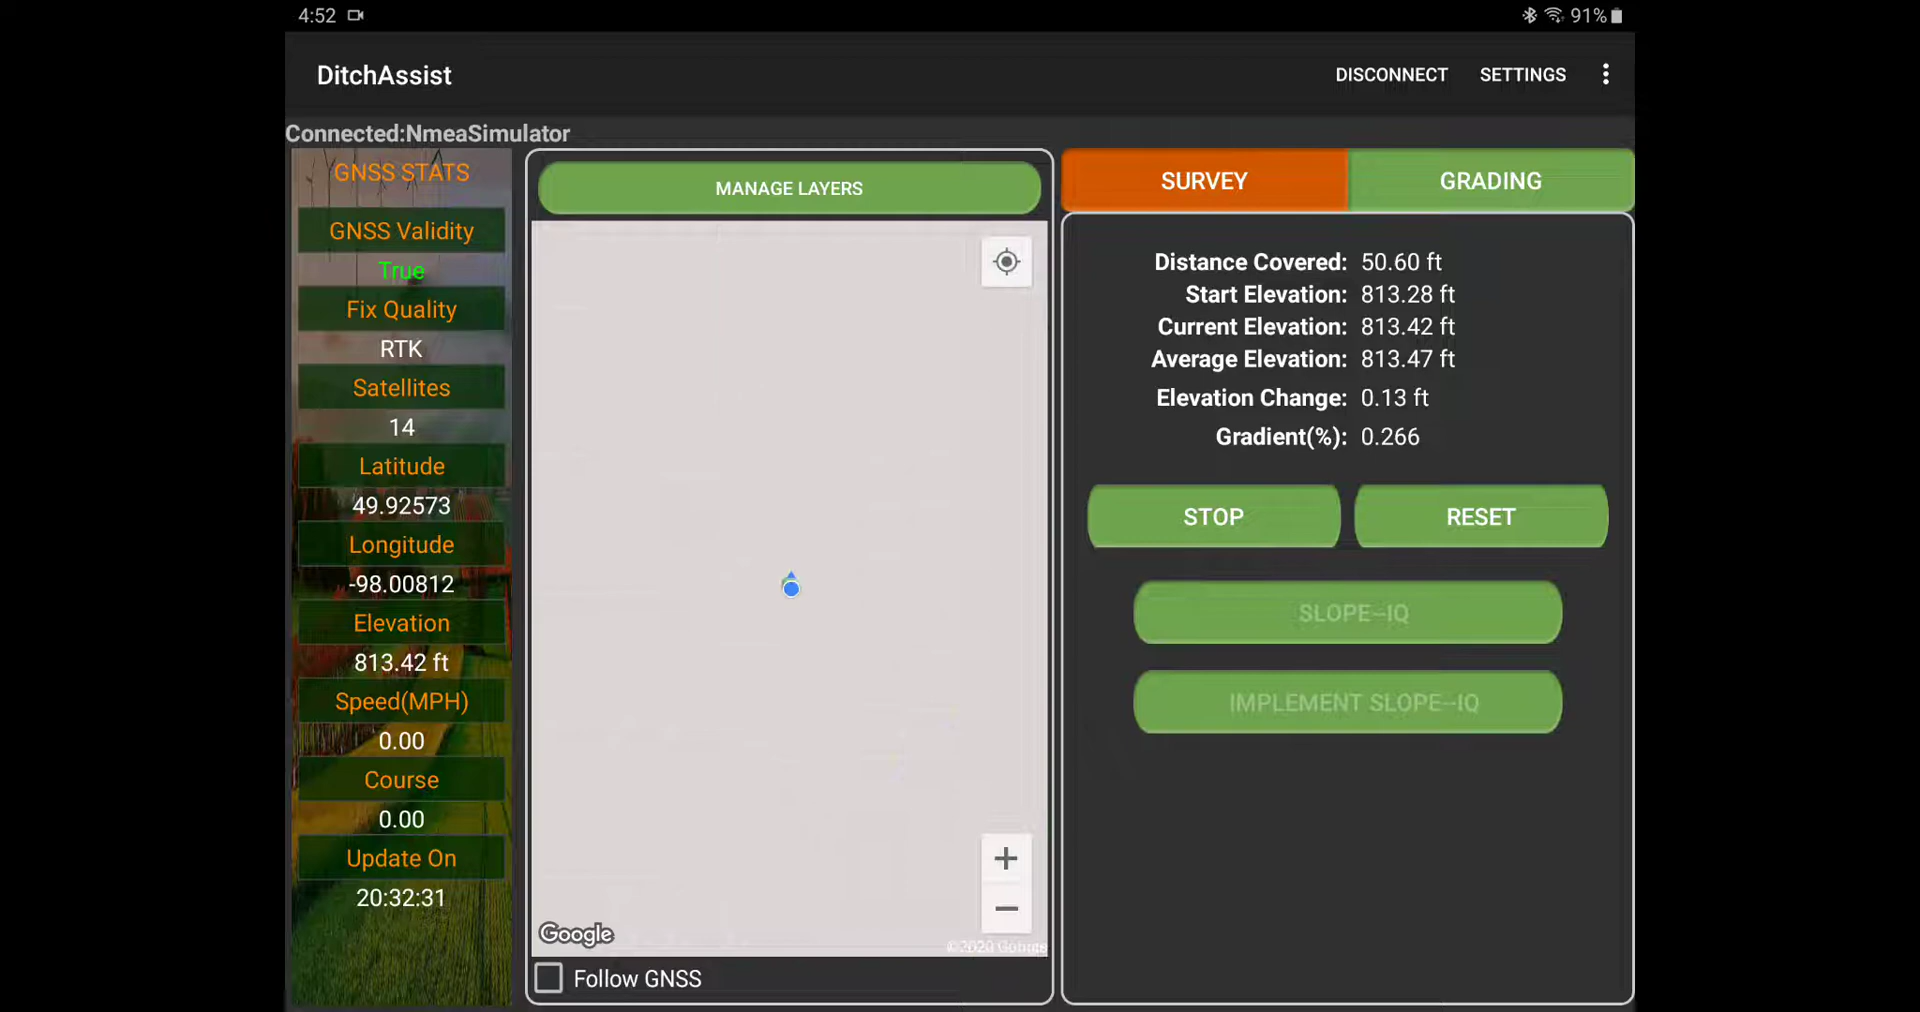 4:52
91%
DitchAssist
DISCONNECT
SETTINGS
Connected:NmeaSimulator
GNSS STATS
GNSS Validity
True
Fix Quality
RTK
Satellites
14
Latitude
49.92573
Longitude
-98.00812
Elevation
813.42 ft
Speed(MPH)
0.00
Course
0.00
Update On
20:32:31
MANAGE LAYERS
+
−
Google
©2020 Google
Follow GNSS
SURVEY
GRADING
Distance Covered: 50.60 ft
Start Elevation: 813.28 ft
Current Elevation: 813.42 ft
Average Elevation: 813.47 ft
Elevation Change: 0.13 ft
Gradient(%): 0.266
STOP
RESET
SLOPE–IQ
IMPLEMENT SLOPE–IQ